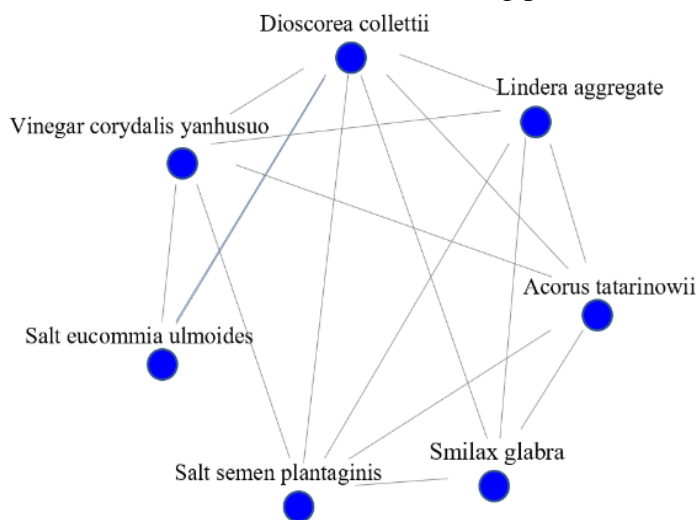 Dioscorea collettii
Lindera aggregate
Vinegar corydalis yanhusuo
Acorus tatarinowii
Salt eucommia ulmoides
Smilax glabra
Salt semen plantaginis